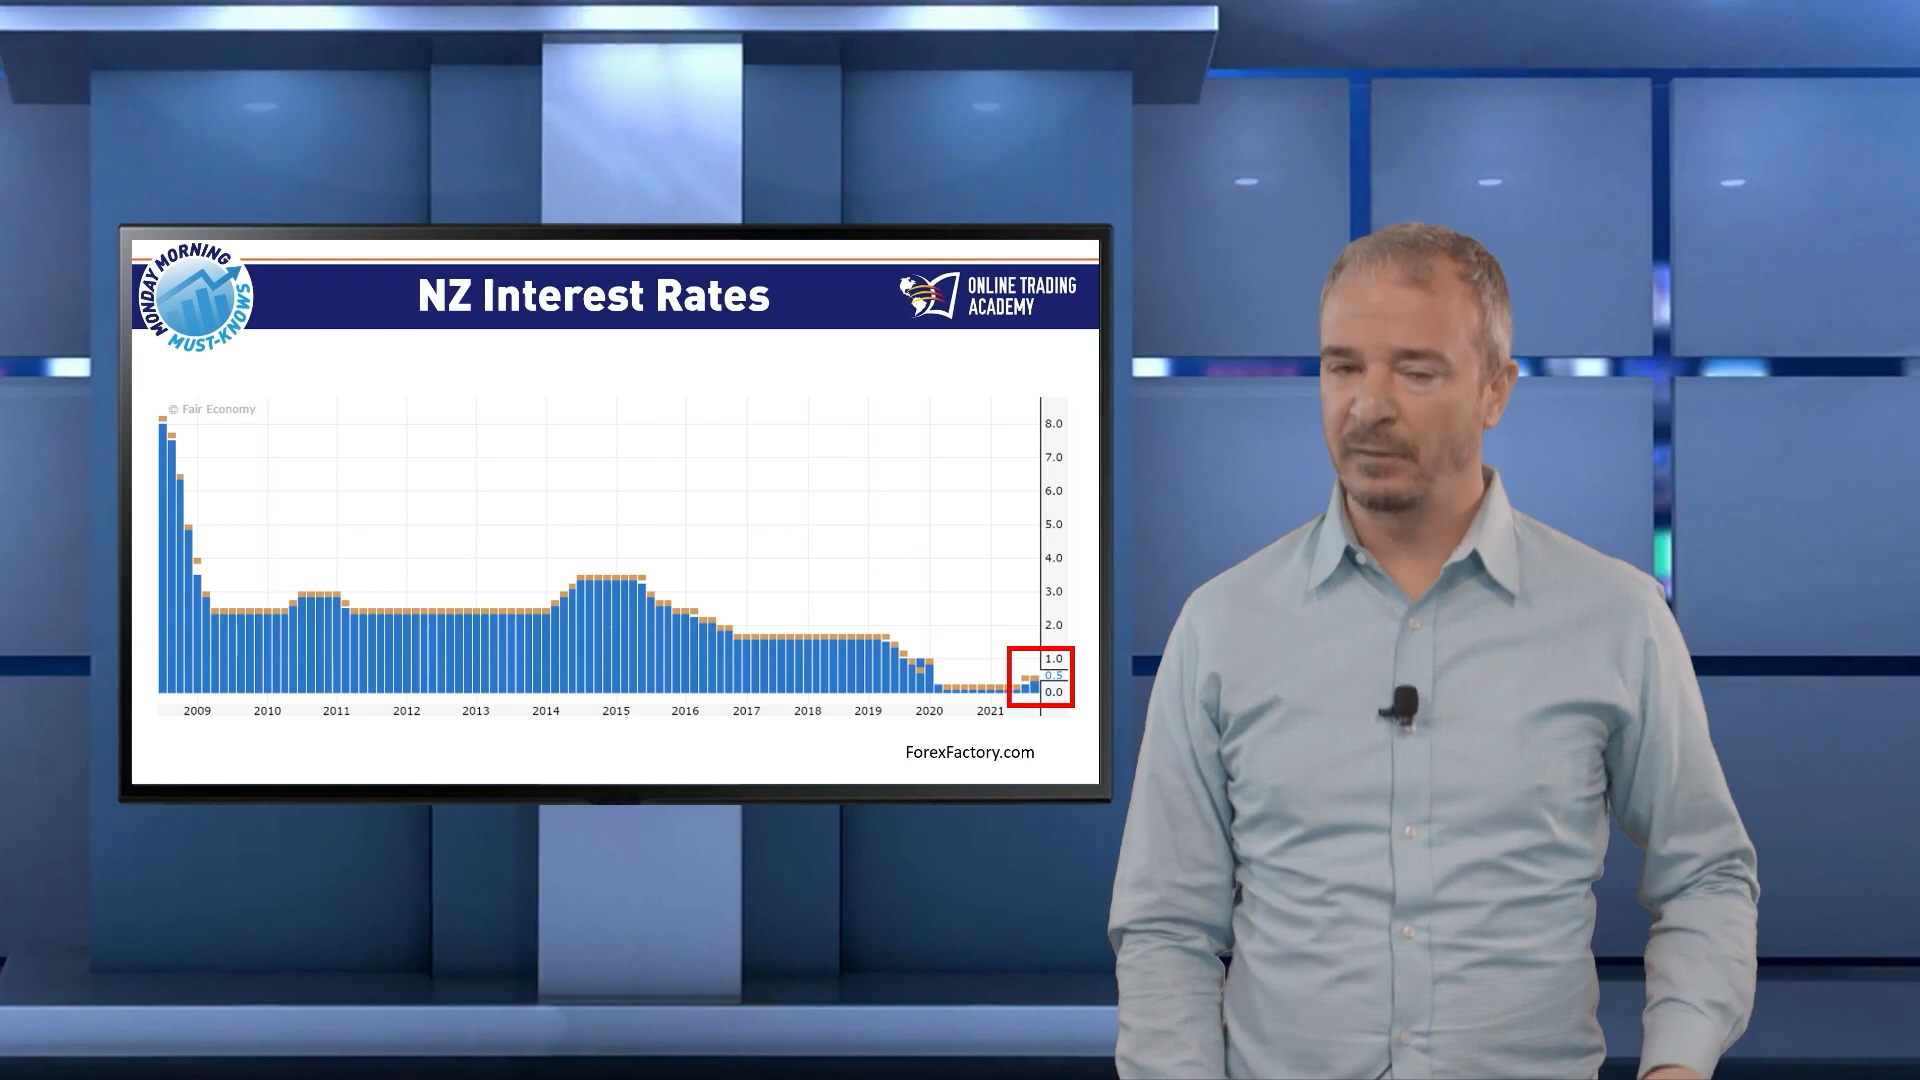 MONDAY MORNING
MUST-KNOWS
NZ Interest Rates
ONLINE TRADING
ACADEMY
© Fair Economy
8.0
7.0
6.0
5.0
4.0
3.0
2.0
1.0
0.5
0.0
2009 2010 2011 2012 2013 2014 2015 2016 2017 2018 2019 2020 2021
ForexFactory.com